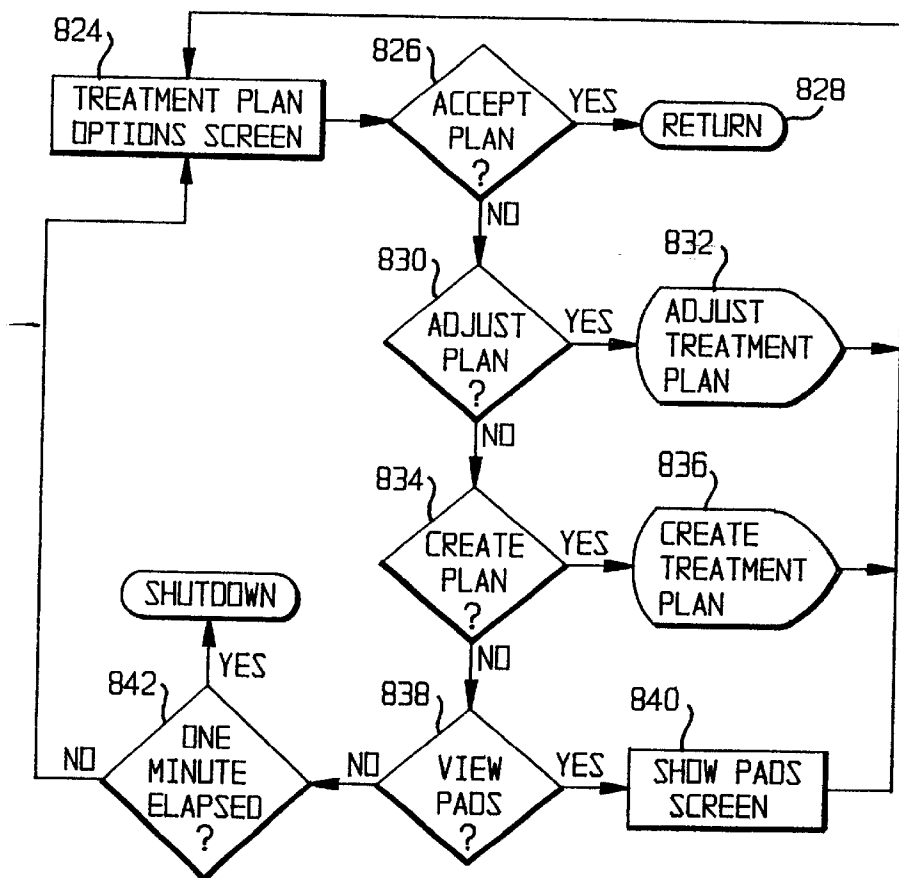 824
TREATMENT PLAN
OPTIONS SCREEN
826
ACCEPT
PLAN
?
YES
RETURN
828
NO
830
ADJUST
PLAN
?
YES
832
ADJUST
TREATMENT
PLAN
NO
834
CREATE
PLAN
?
YES
836
CREATE
TREATMENT
PLAN
NO
838
VIEW
PADS
?
YES
840
SHOW PADS
SCREEN
NO
842
ONE
MINUTE
ELAPSED
?
YES
SHUTDOWN
NO